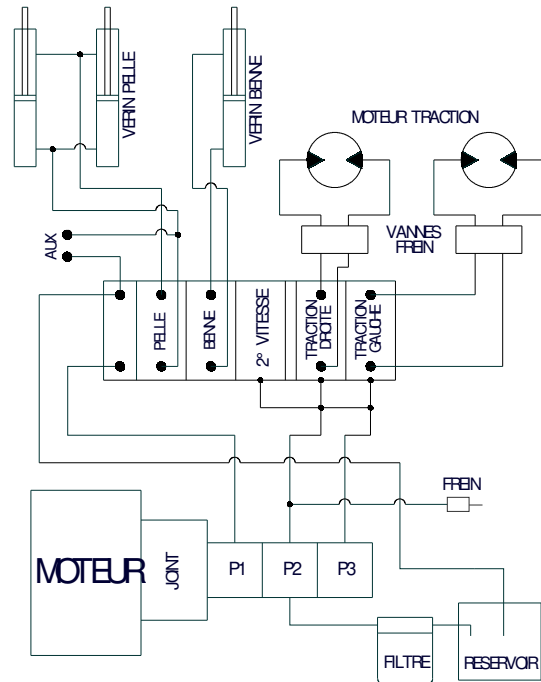 VERIN PELLE
VERIN BENNE
MOTEUR TRACTION
VANNES
FREIN
AUX
PELLE
BENNE
2° VITESSE
TRACTION
DROITE
TRACTION
GAUCHE
FREIN
MOTEUR
JOINT
P1
P2
P3
FILTRE
RESERVOIR